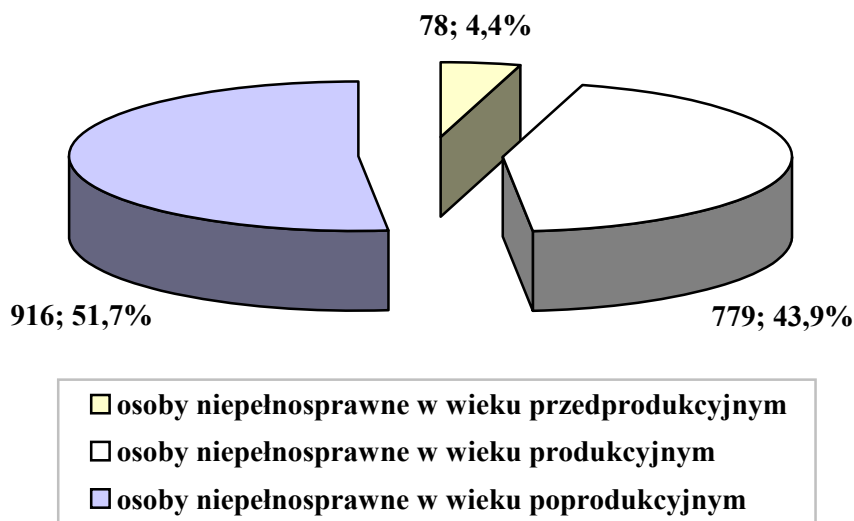 78; 4,4%
916; 51,7%
779; 43,9%
osoby niepełnosprawne w wieku przedprodukcyjnym
osoby niepełnosprawne w wieku produkcyjnym
osoby niepełnosprawne w wieku poprodukcyjnym